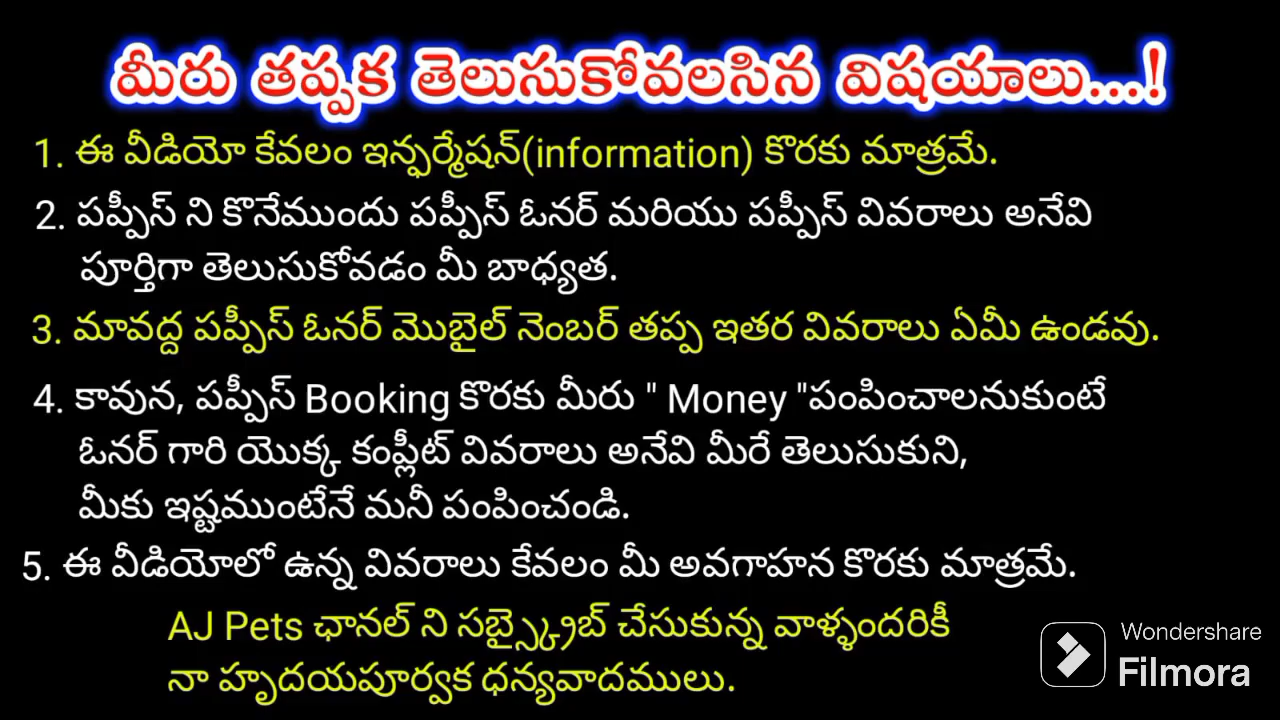 మీరు తప్పక తెలుసుకోవలసిన విషయాలు...!
1. ఈ వీడియో కేవలం ఇన్ఫర్మేషన్(information) కొరకు మాత్రమే.
2. పప్పీస్ ని కొనేముందు పప్పీస్ ఓనర్ మరియు పప్పీస్ వివరాలు అనేవి
పూర్తిగా తెలుసుకోవడం మీ బాధ్యత.
3. మావద్ద పప్పీస్ ఓనర్ మొబైల్ నెంబర్ తప్ప ఇతర వివరాలు ఏమీ ఉండవు.
4. కావున, పప్పీస్ Booking కొరకు మీరు " Money "పంపించాలనుకుంటే
ఓనర్ గారి యొక్క కంప్లీట్ వివరాలు అనేవి మీరే తెలుసుకుని,
మీకు ఇష్టముంటేనే మనీ పంపించండి.
5. ఈ వీడియోలో ఉన్న వివరాలు కేవలం మీ అవగాహన కొరకు మాత్రమే.
AJ Pets ఛానల్ ని సబ్స్క్రైబ్ చేసుకున్న వాళ్ళందరికీ
నా హృదయపూర్వక ధన్యవాదములు.
Wondershare
Filmora